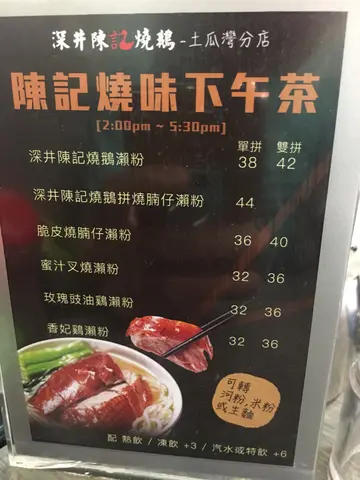 深井陳記燒鵝-土瓜灣分店
陳記燒味下午茶
[2:00pm ~ 5:30pm]
單拼 雙拼
深井陳記燒鵝瀨粉 38 42
深井陳記燒鵝拼燒腩仔瀨粉 44
脆皮燒腩仔瀨粉 36 40
蜜汁叉燒瀨粉 32 36
玫瑰豉油鷄瀨粉 32 36
香妃鷄瀨粉 32 36
可轉
河粉,米粉
或生麵
配 熱飲 / 凍飲 +3 / 汽水或特飲 +6